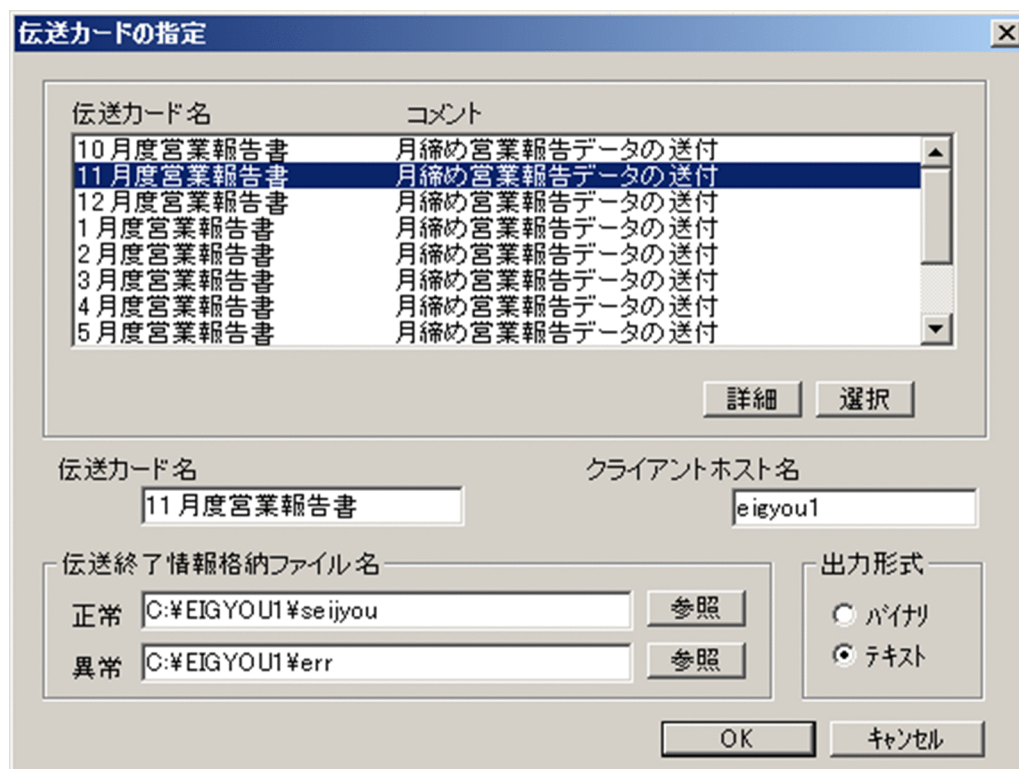 伝送カードの指定
伝送カード名 コメント
10月度営業報告書 月締め営業報告データの送付
11月度営業報告書 月締め営業報告データの送付
12月度営業報告書 月締め営業報告データの送付
1月度営業報告書 月締め営業報告データの送付
2月度営業報告書 月締め営業報告データの送付
3月度営業報告書 月締め営業報告データの送付
4月度営業報告書 月締め営業報告データの送付
5月度営業報告書 月締め営業報告データの送付
詳細 選択
伝送カード名 クライアントホスト名
11月度営業報告書 eigyou1
伝送終了情報格納ファイル名 出力形式
正常 C:¥EIGYOU1¥seijyou 参照 バイナリ
異常 C:¥EIGYOU1¥err 参照 テキスト
OK キャンセル